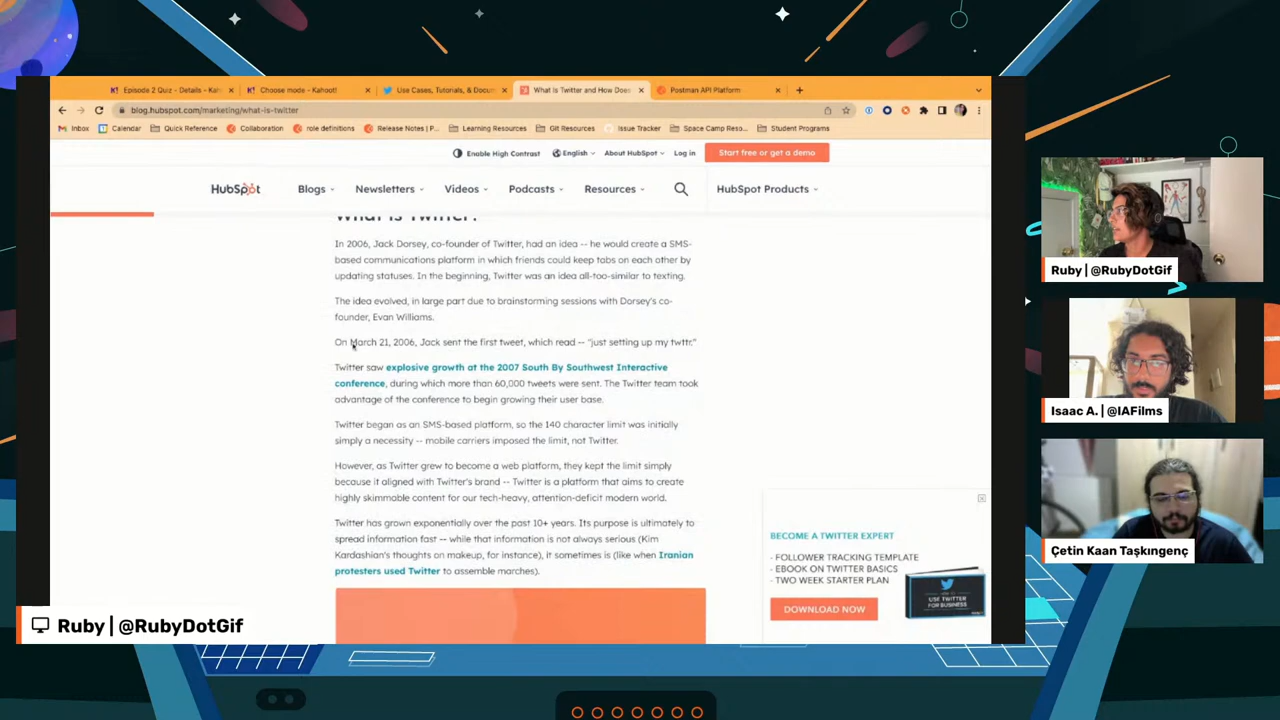 Episode 2 Quiz - Details - Kah
Choose mode - Kahoot!
Use Cases, Tutorials, & Docum
What is Twitter and How Does
Postman API Platform
blog.hubspot.com/marketing/what-is-twitter
Inbox
Calendar
Quick Reference
Collaboration
role definitions
Release Notes | P...
Learning Resources
Git Resources
Issue Tracker
Space Camp Reso...
Student Programs
Enable High Contrast
English
About HubSpot
Log in
Start free or get a demo
HubSpot
Blogs
Newsletters
Videos
Podcasts
Resources
HubSpot Products
What is Twitter?
In 2006, Jack Dorsey, co-founder of Twitter, had an idea -- he would create a SMS-
based communications platform in which friends could keep tabs on each other by
updating statuses. In the beginning, Twitter was an idea all-too-similar to texting.
The idea evolved, in large part due to brainstorming sessions with Dorsey's co-
founder, Evan Williams.
On March 21, 2006, Jack sent the first tweet, which read -- "just setting up my twttr."
Twitter saw explosive growth at the 2007 South By Southwest Interactive
conference, during which more than 60,000 tweets were sent. The Twitter team took
advantage of the conference to begin growing their user base.
Twitter began as an SMS-based platform, so the 140 character limit was initially
simply a necessity -- mobile carriers imposed the limit, not Twitter.
However, as Twitter grew to become a web platform, they kept the limit simply
because it aligned with Twitter's brand -- Twitter is a platform that aims to create
highly skimmable content for our tech-heavy, attention-deficit modern world.
Twitter has grown exponentially over the past 10+ years. Its purpose is ultimately to
spread information fast -- while that information is not always serious (Kim
Kardashian's thoughts on makeup, for instance), it sometimes is (like when Iranian
protesters used Twitter to assemble marches).
BECOME A TWITTER EXPERT
- FOLLOWER TRACKING TEMPLATE
- EBOOK ON TWITTER BASICS
- TWO WEEK STARTER PLAN
DOWNLOAD NOW
USE TWITTER
FOR BUSINESS
Ruby | @RubyDotGif
Isaac A. | @IAFilms
Çetin Kaan Taşkıngenç
Ruby | @RubyDotGif